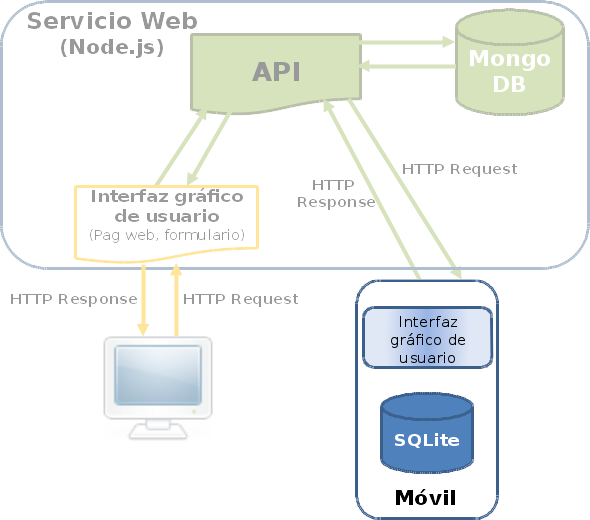 Servicio Web
(Node.js)
API
Mongo
DB
HTTP Request
HTTP
Response
Interfaz gráfico
de usuario
(Pag web, formulario)
HTTP Response
HTTP Request
Interfaz
gráfico de
usuario
SQLite
Móvil